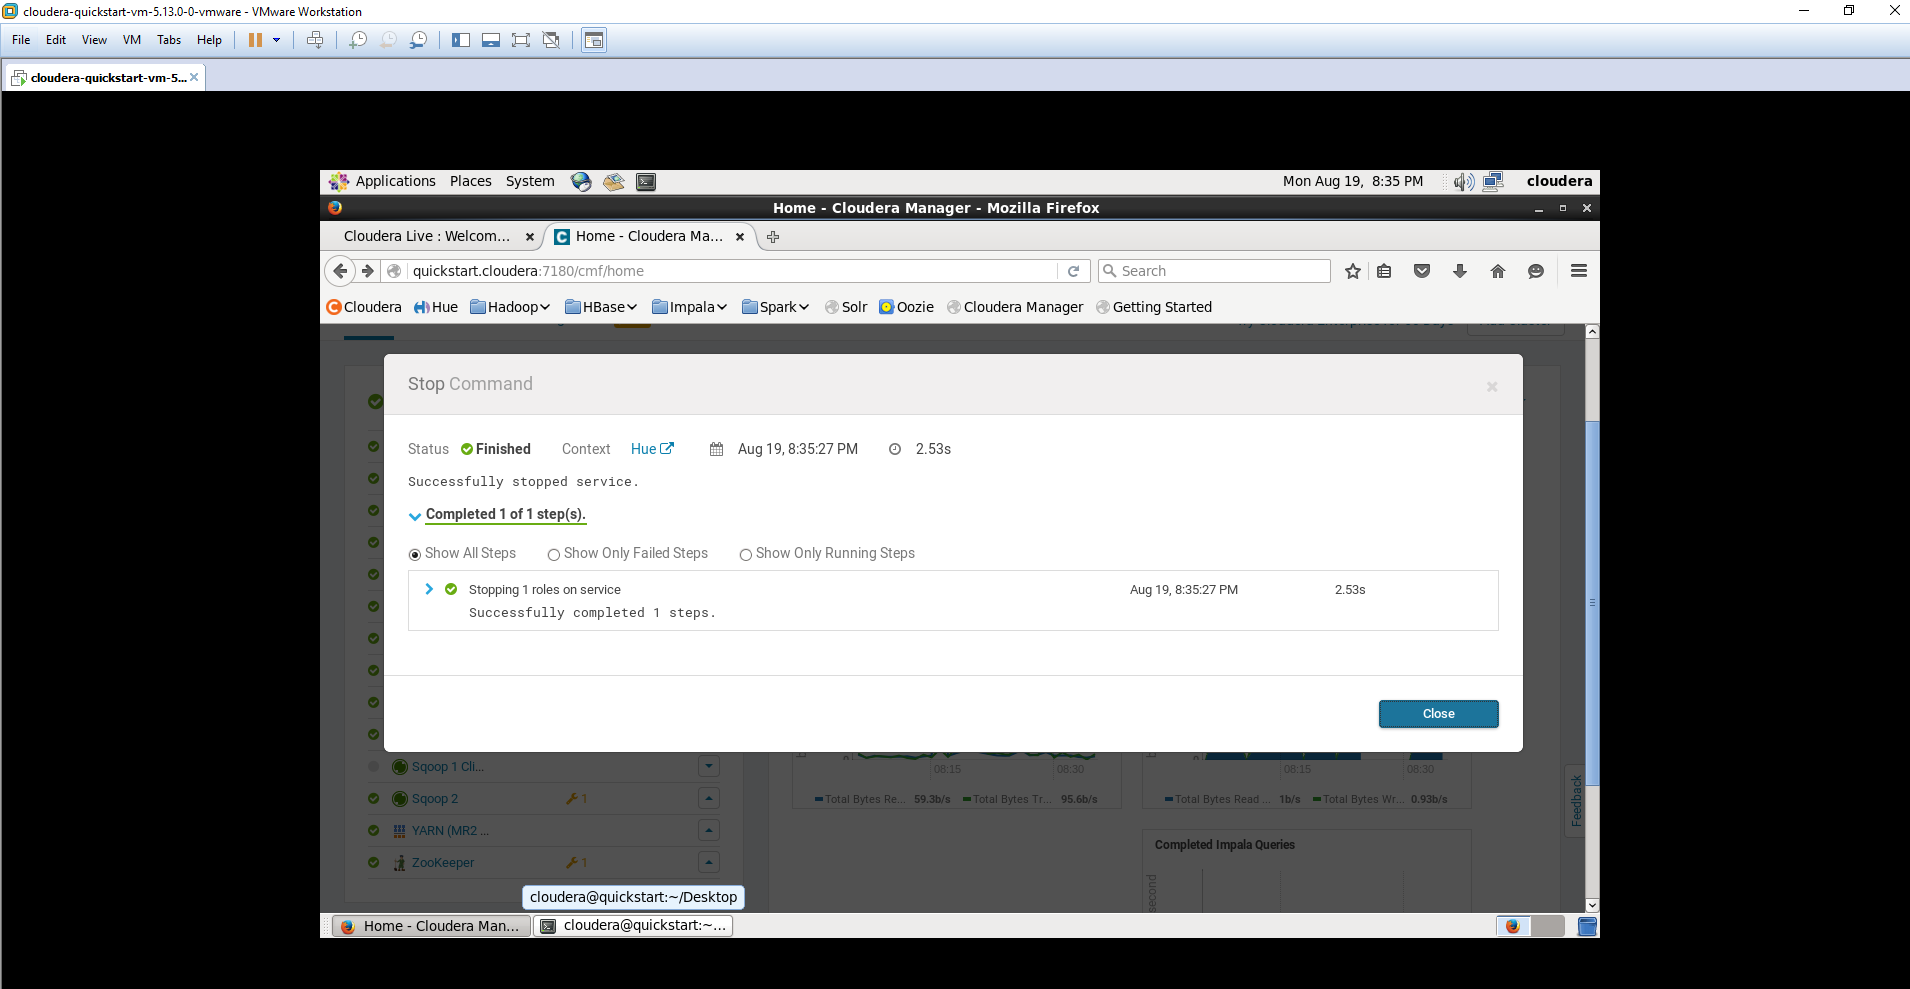 cloudera-quickstart-vm-5.13.0-0-vmware - VMware Workstation
File Edit View VM Tabs Help
cloudera-quickstart-vm-5...
Applications Places System Mon Aug 19, 8:35 PM cloudera
Home - Cloudera Manager - Mozilla Firefox
Cloudera Live : Welcom... Home - Cloudera Ma...
quickstart.cloudera:7180/cmf/home Search
Cloudera Hue Hadoop HBase Impala Spark Solr Oozie Cloudera Manager Getting Started
Stop Command
Status Finished Context Hue Aug 19, 8:35:27 PM 2.53s
Successfully stopped service.
Completed 1 of 1 step(s).
Show All Steps Show Only Failed Steps Show Only Running Steps
Stopping 1 roles on service Aug 19, 8:35:27 PM 2.53s
Successfully completed 1 steps.
Close
Sqoop 1 Cli... 08:15 08:30 08:15 08:30
Sqoop 2 1 Total Bytes Re... 59.3b/s Total Bytes Tr... 95.6b/s Total Bytes Read ... 1b/s Total Bytes Wr... 0.93b/s
Feedback
YARN (MR2 ...
Completed Impala Queries
ZooKeeper 1
second
cloudera@quickstart:~/Desktop
Home - Cloudera Man... cloudera@quickstart:~...